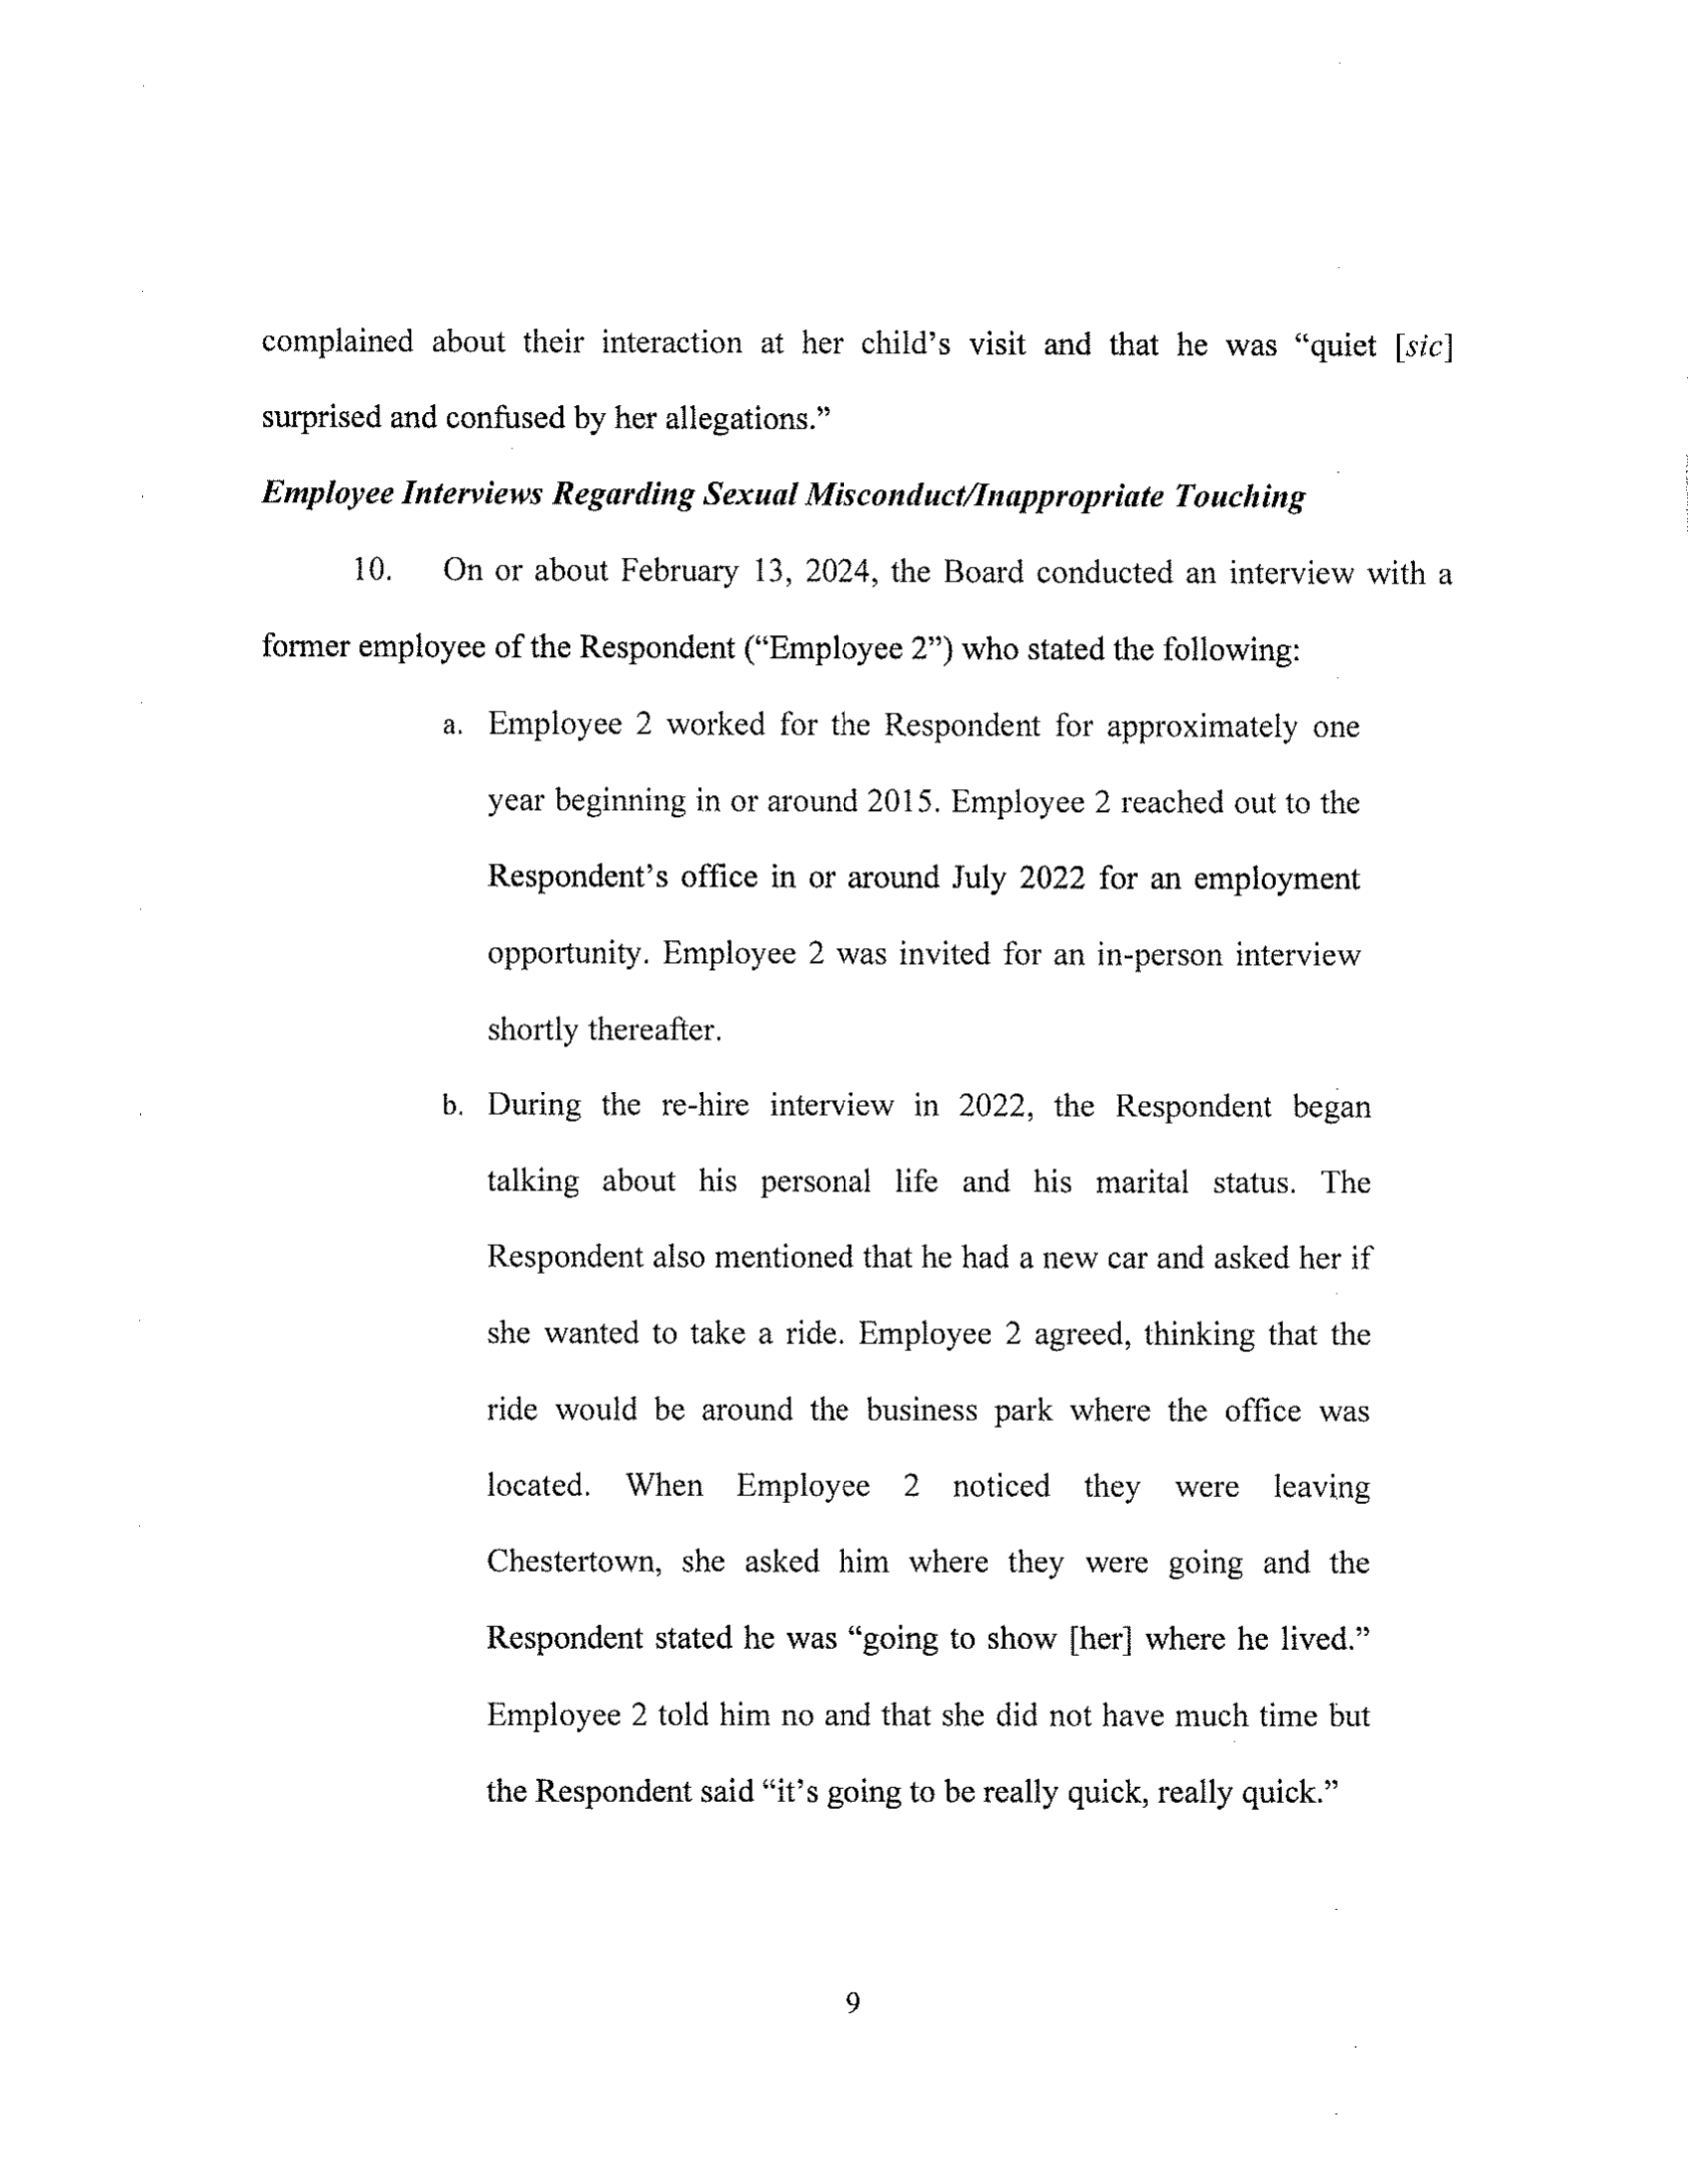 complained about their interaction at her child’s visit and that he was “quiet [sic]
surprised and confused by her allegations.”
Employee Interviews Regarding Sexual Misconduct/Inappropriate Touching
10. On or about February 13, 2024, the Board conducted an interview with a
former employee of the Respondent (“Employee 2”) who stated the following:
a. Employee 2 worked for the Respondent for approximately one
year beginning in or around 2015. Employee 2 reached out to the
Respondent’s office in or around July 2022 for an employment
opportunity. Employee 2 was invited for an in-person interview
shortly thereafter.
b. During the re-hire interview in 2022, the Respondent began
talking about his personal life and his marital status. The
Respondent also mentioned that he had a new car and asked her if
she wanted to take a ride. Employee 2 agreed, thinking that the
ride would be around the business park where the office was
located. When Employee 2 noticed they were leaving
Chestertown, she asked him where they were going and the
Respondent stated he was “going to show [her] where he lived.”
Employee 2 told him no and that she did not have much time but
the Respondent said “it’s going to be really quick, really quick.”
9